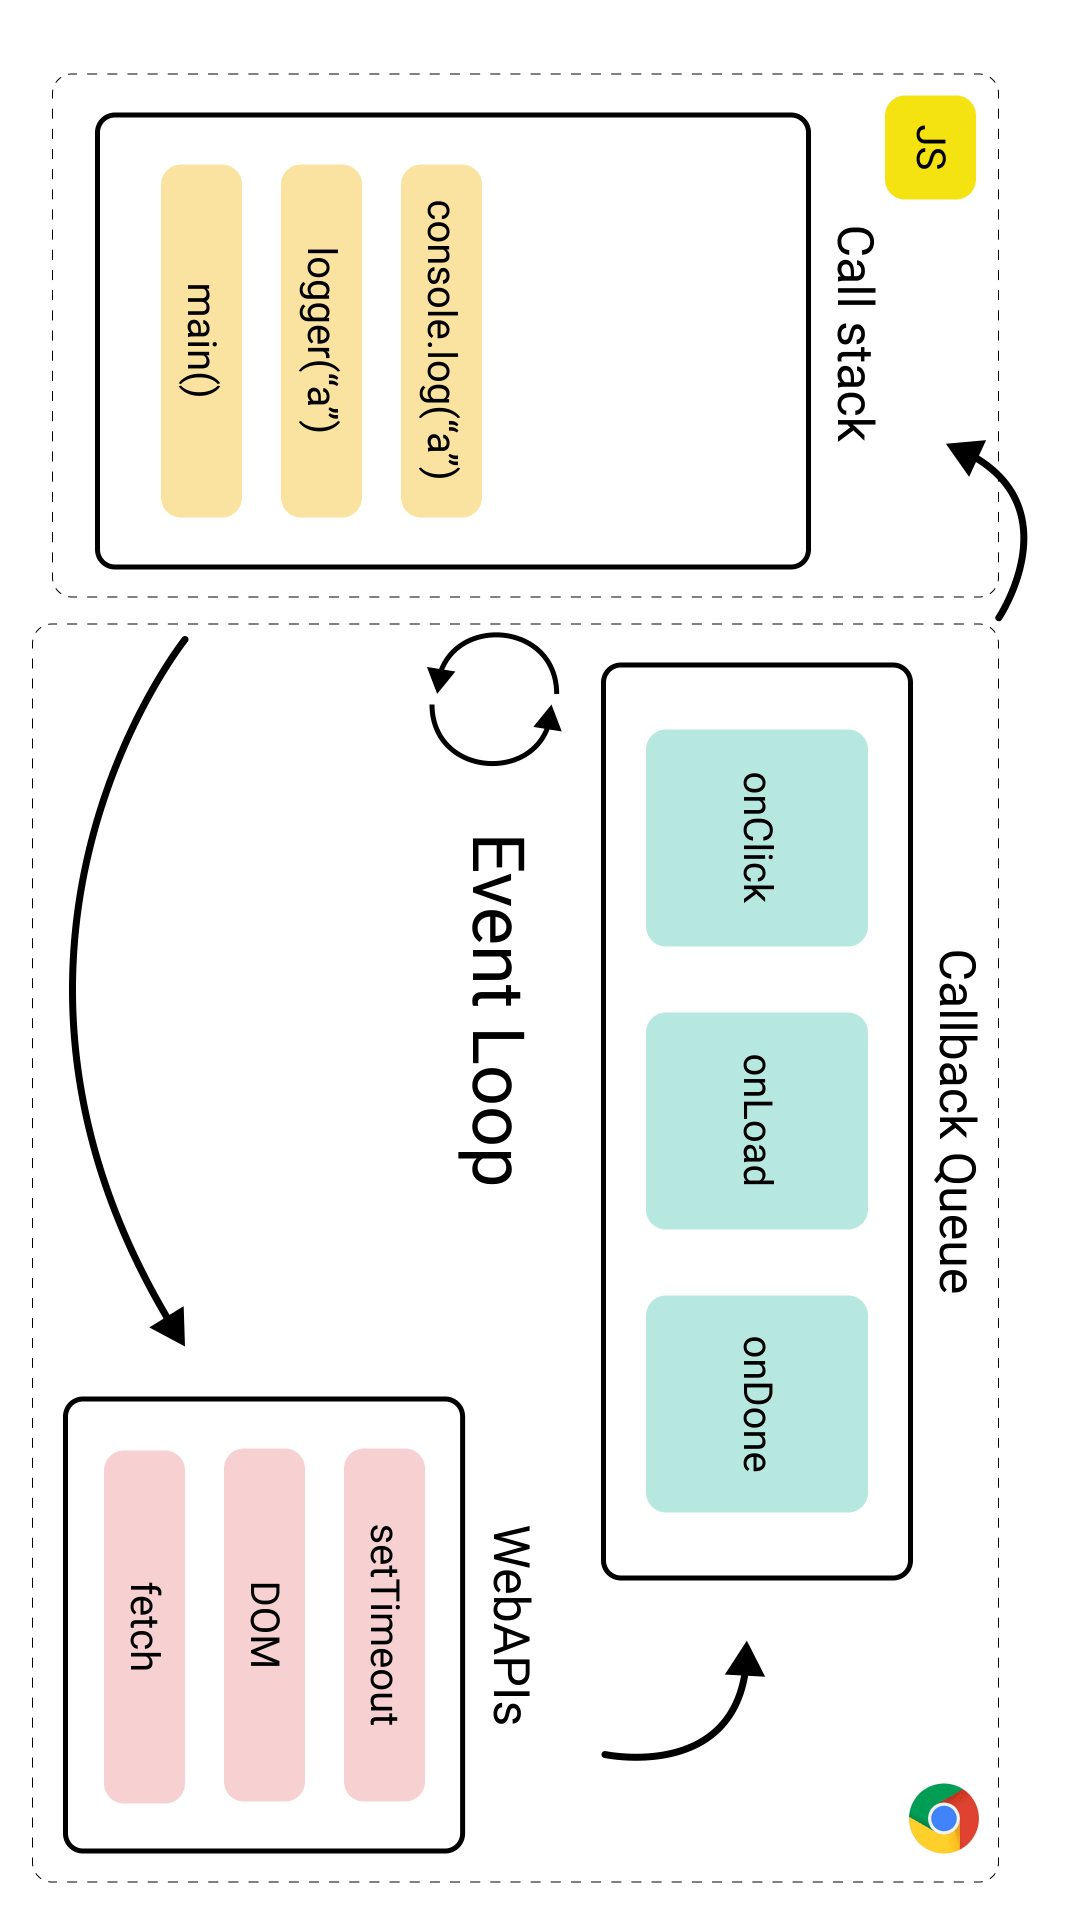 JS
Call stack
console.log(“a”)
logger(“a”)
main()
Callback Queue
onClick
onLoad
onDone
Event Loop
WebAPIs
setTimeout
DOM
fetch